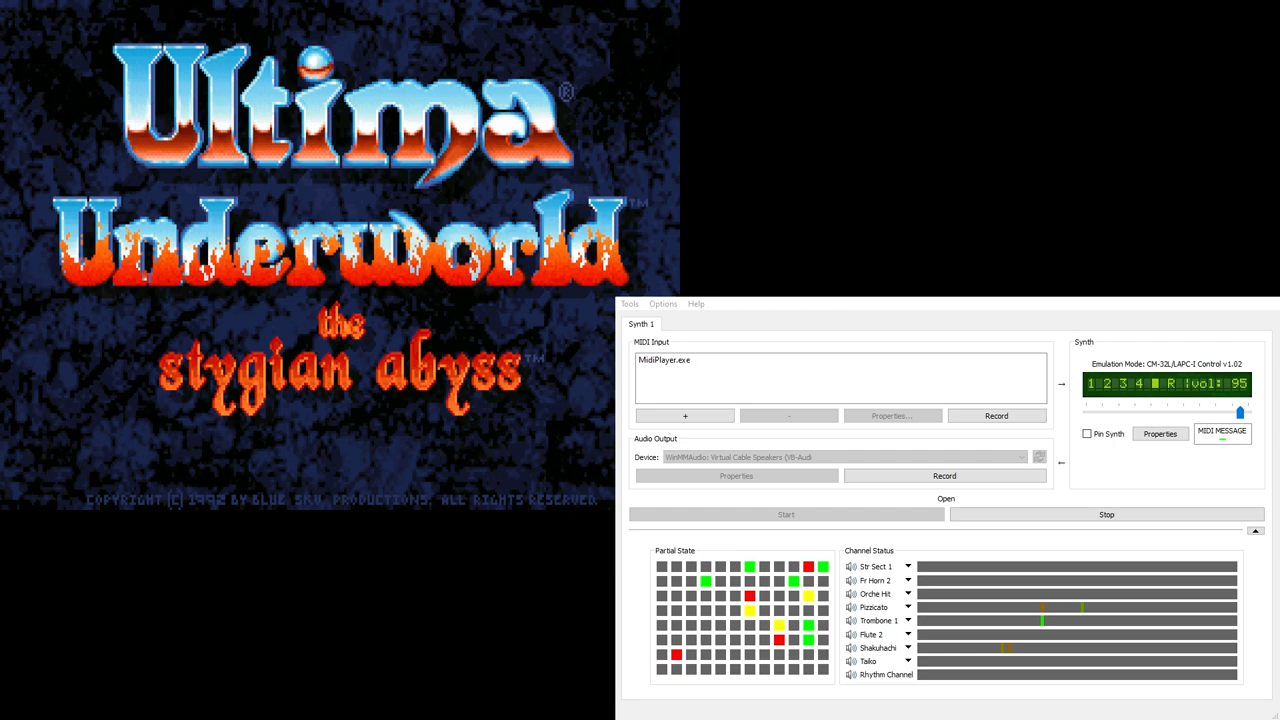 Ultima®
Underworld™
the
stygian abyss™
COPYRIGHT (C) 1992 BY BLUE SKY PRODUCTIONS. ALL RIGHTS RESERVED.
Tools Options Help
Synth 1
MIDI Input
MidiPlayer.exe
+ - Properties... Record
Synth
Emulation Mode: CM-32L/LAPC-I Control v1.02
1 2 3 4 █ R |vol: 95
Pin Synth Properties MIDI MESSAGE
Audio Output
Device: WinMMAudio: Virtual Cable Speakers (VB-Audi
Properties Record
Open
Start Stop
Partial State
Channel Status
Str Sect 1
Fr Horn 2
Orche Hit
Pizzicato
Trombone 1
Flute 2
Shakuhachi
Taiko
Rhythm Channel